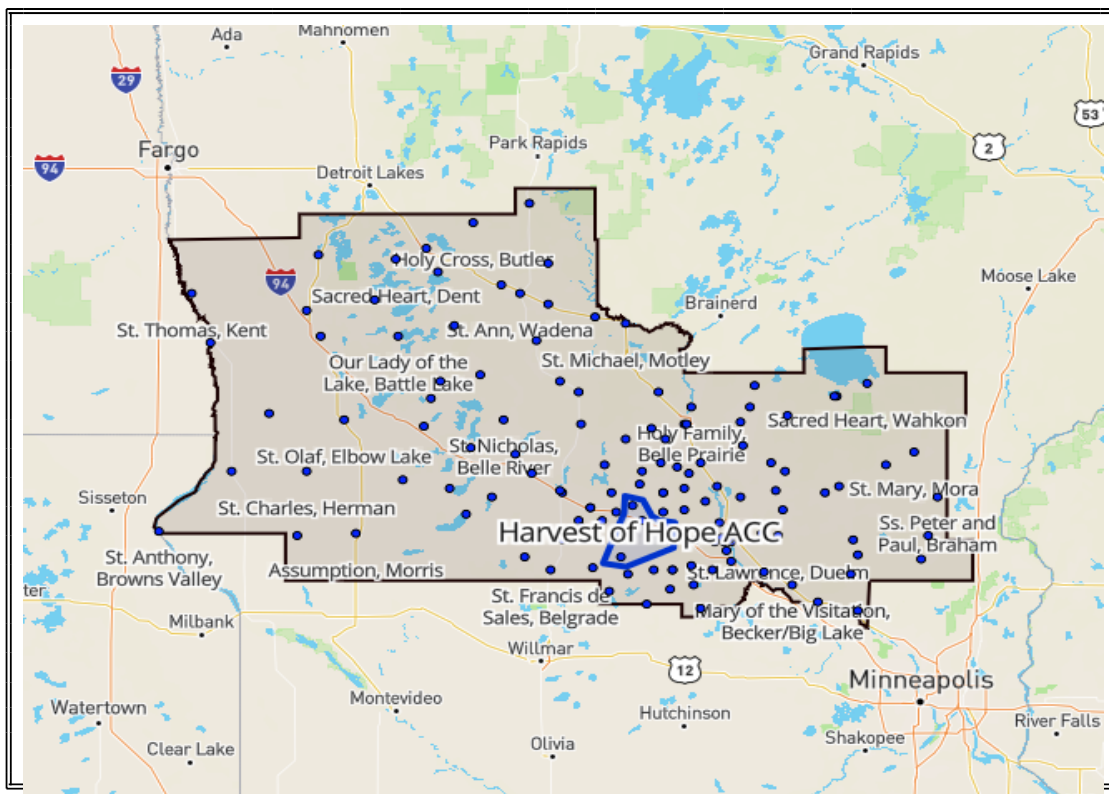 Ada
Mahnomen
Grand Rapids
29
53
Park Rapids
2
Fargo
94
Detroit Lakes
Holy Cross, Butler
Moose Lake
94
Sacred Heart, Dent
Brainerd
St. Thomas, Kent
St. Ann, Wadena
Our Lady of the
Lake, Battle Lake
St. Michael, Motley
Sacred Heart, Wahkon
St. Olaf, Elbow Lake
St. Nicholas,
Belle River
Holy Family,
Belle Prairie
Sisseton
St. Mary, Mora
St. Charles, Herman
Harvest of Hope ACC
Ss. Peter and
Paul, Braham
St. Anthony,
Browns Valley
Assumption, Morris
St. Lawrence, Duelm
ter
St. Francis de
Sales, Belgrade
Mary of the Visitation,
Becker/Big Lake
Milbank
Willmar
12
Minneapolis
Montevideo
Watertown
Hutchinson
River Falls
Clear Lake
Olivia
Shakopee